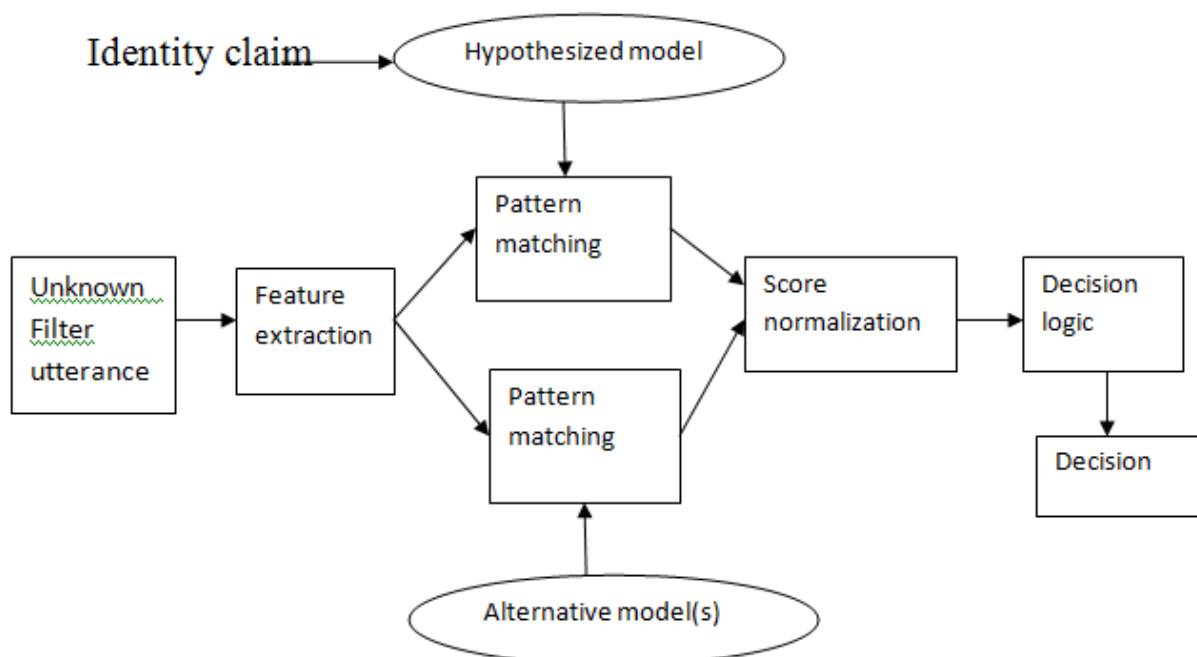 Identity claim
Hypothesized model
Pattern
matching
Unknown
Filter
utterance
Feature
extraction
Score
normalization
Decision
logic
Pattern
matching
Decision
Alternative model(s)